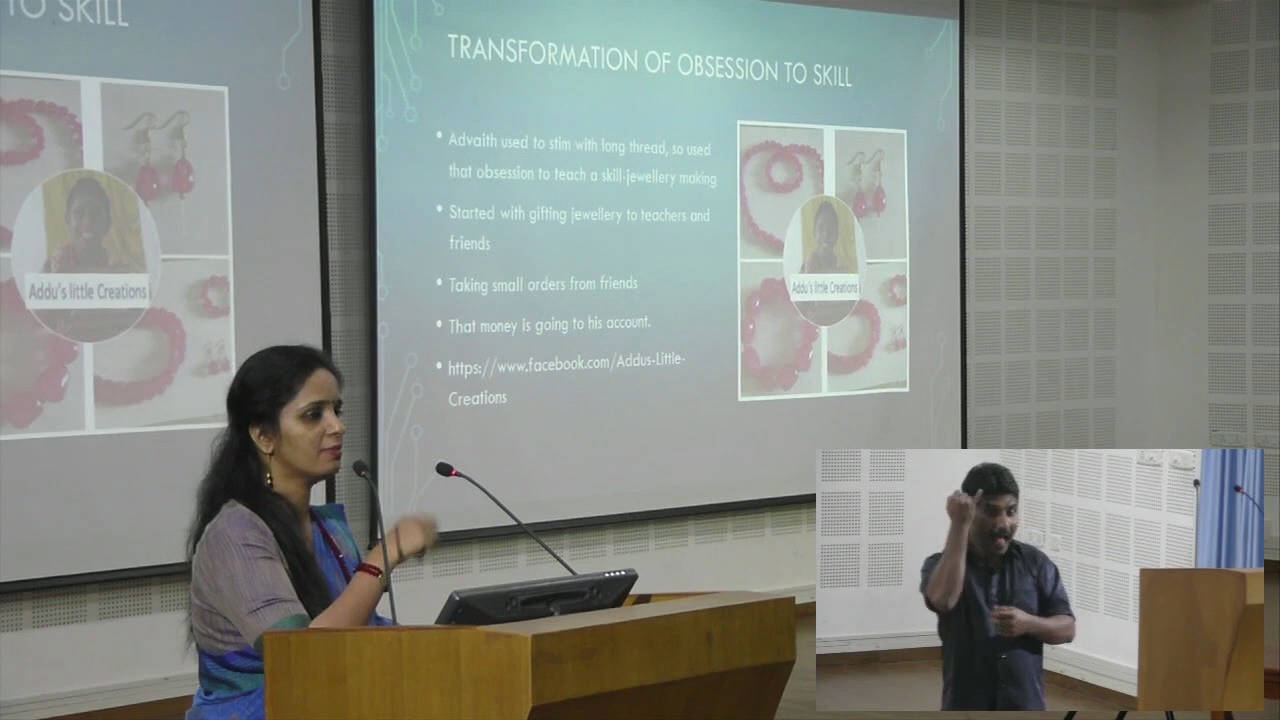 TO SKILL
Addu's little Creations
TRANSFORMATION OF OBSESSION TO SKILL
• Advaith used to stim with long thread, so used
that obsession to teach a skill-jewellery making
• Started with gifting jewellery to teachers and
friends
• Taking small orders from friends
• That money is going to his account.
• https://www.facebook.com/Addus-Little-
Creations
Addu's little Creations